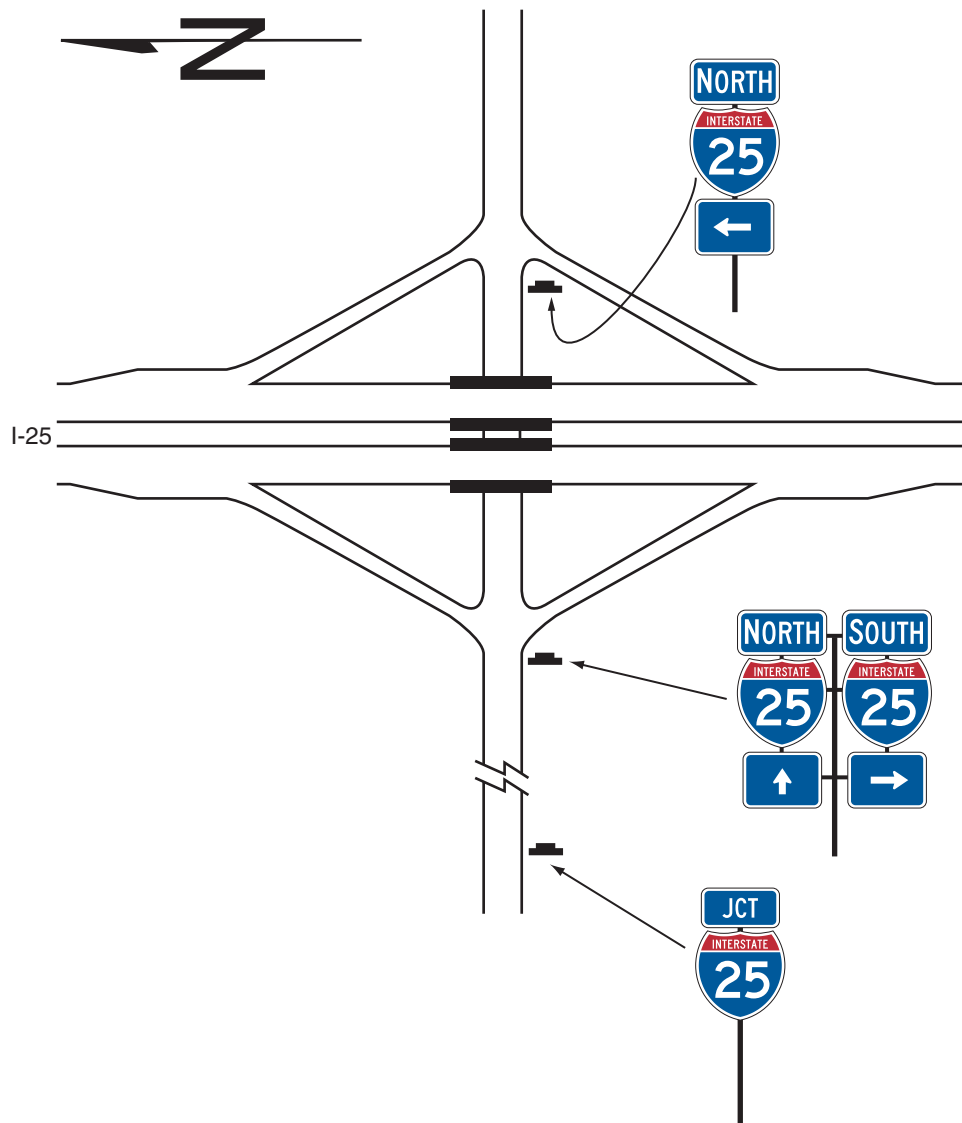 N
NORTH
INTERSTATE
25
I-25
NORTH SOUTH
INTERSTATE INTERSTATE
25 25
JCT
INTERSTATE
25